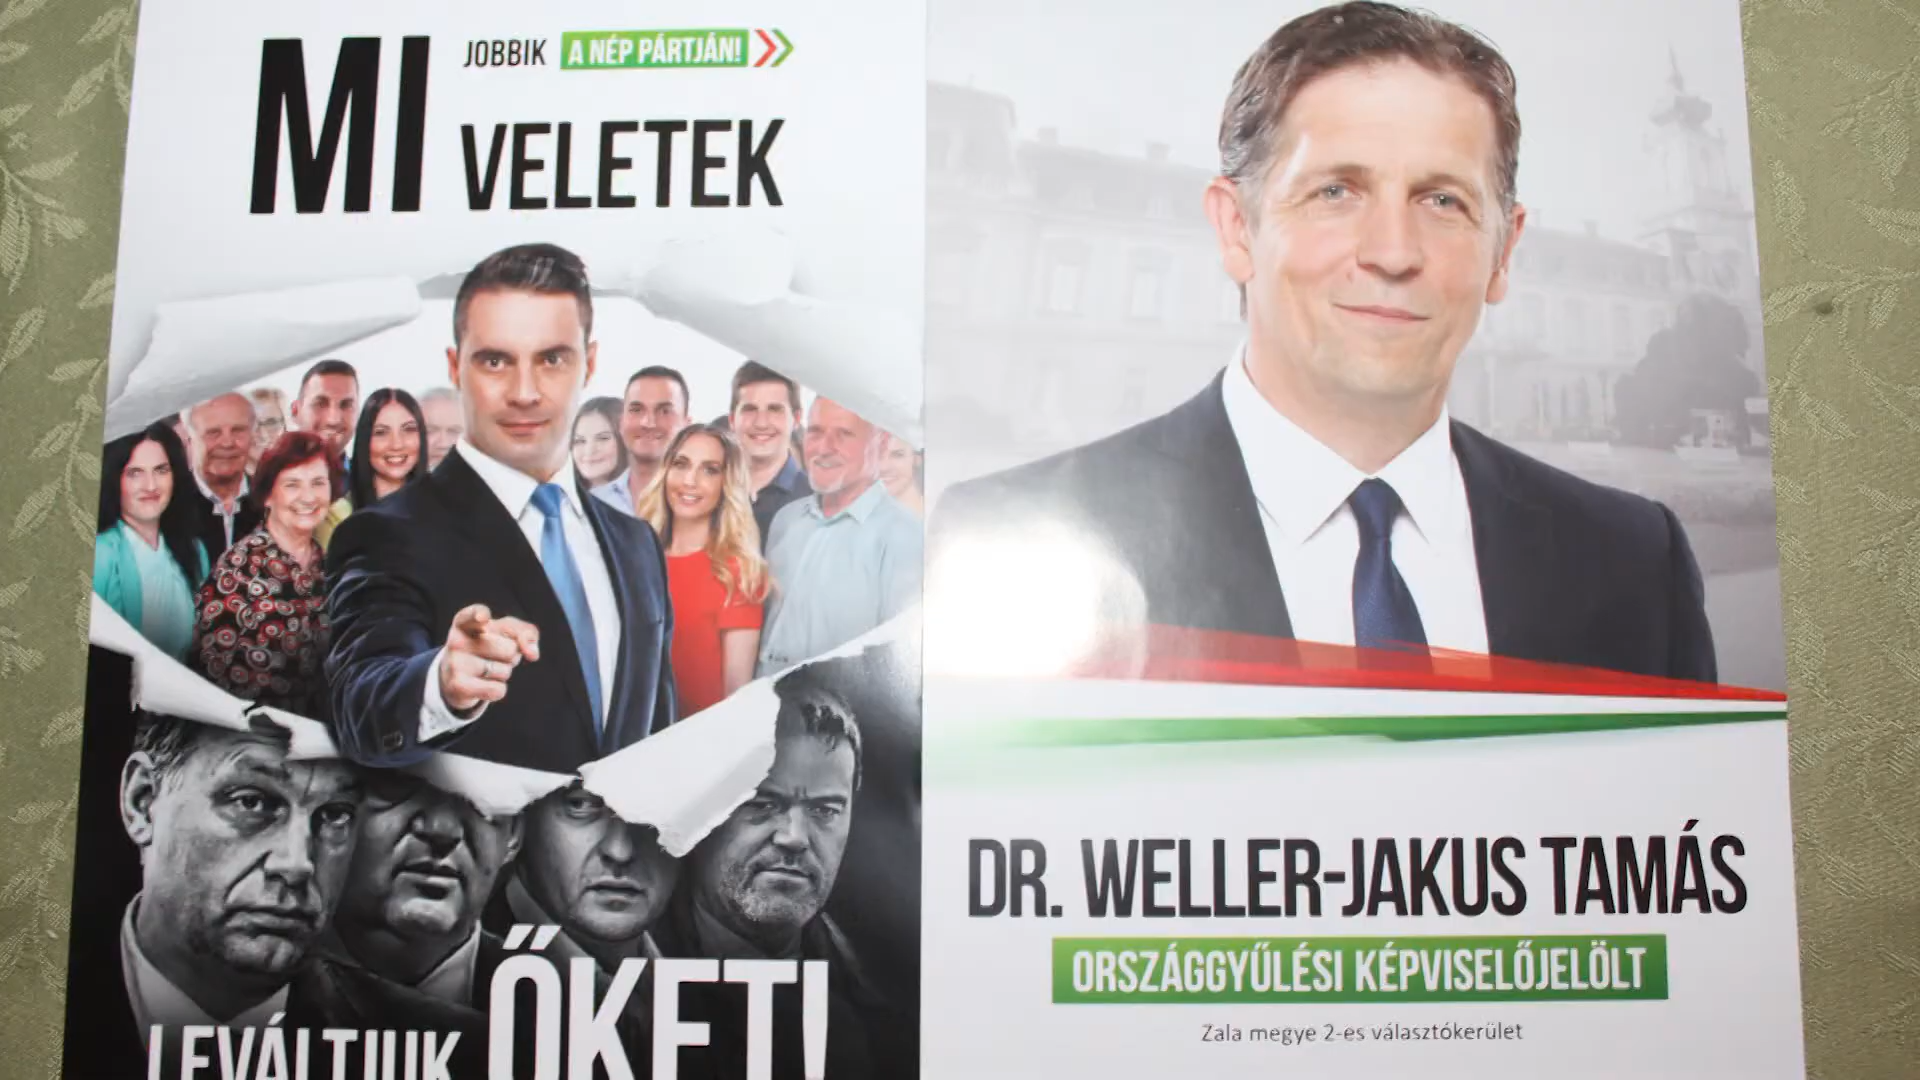 MI
JOBBIK A NÉP PÁRTJÁN!
VELETEK
LEVÁLTJUK ŐKET!
DR. WELLER-JAKUS TAMÁS
ORSZÁGGYŰLÉSI KÉPVISELŐJELÖLT
Zala megye 2-es választókerület